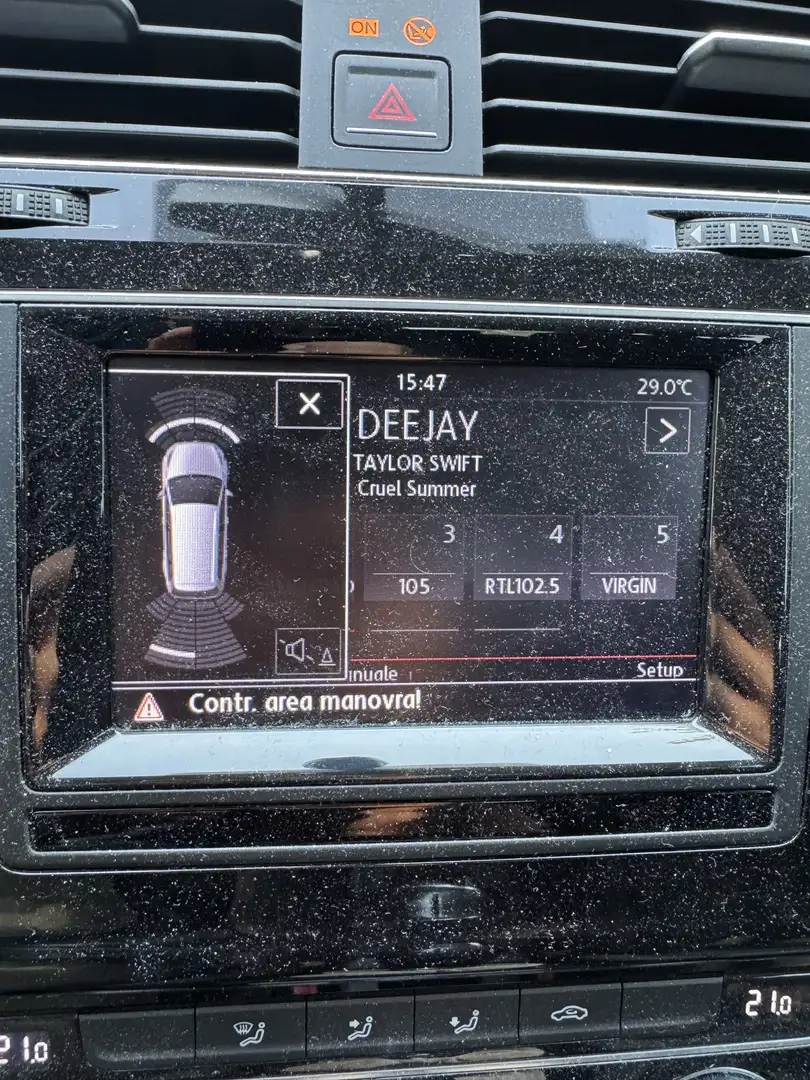 ON
15:47
29.0°C
DEEJAY
TAYLOR SWIFT
Cruel Summer
3
4
5
105
RTL102.5
VIRGIN
Setup
Contr. area manovra!
21.0
21.0